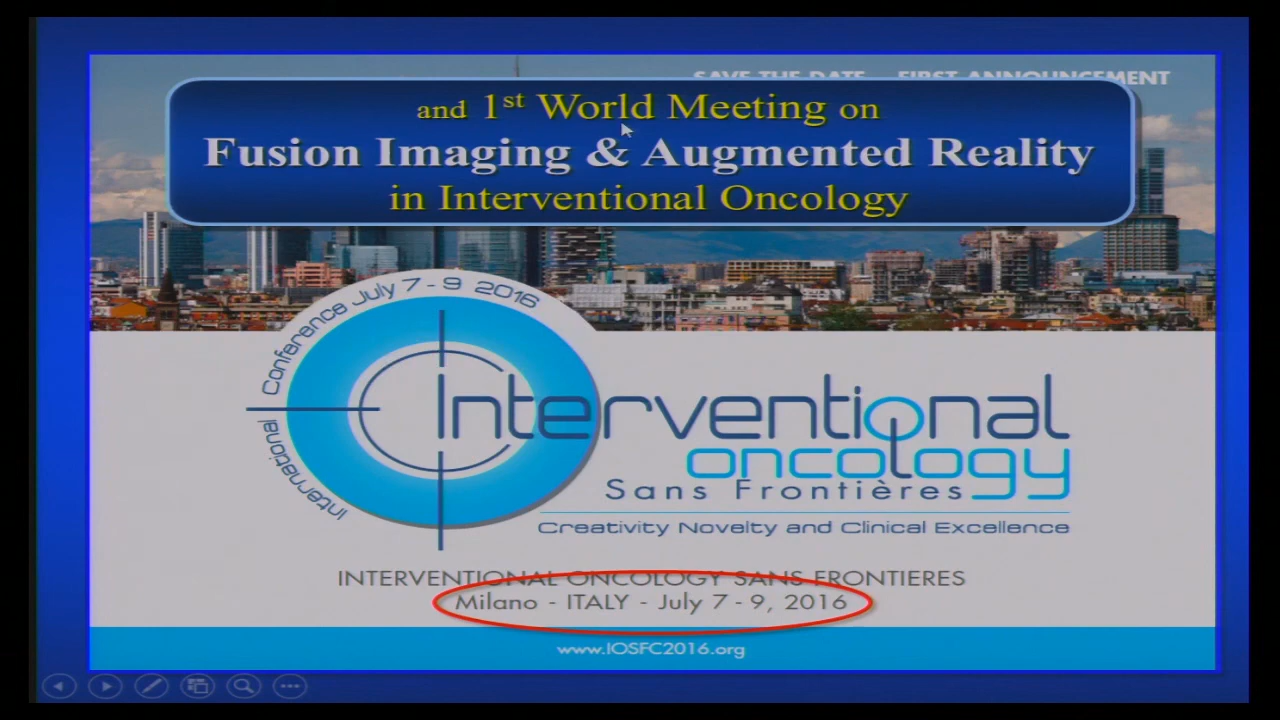 SAVE THE DATE - FIRST ANNOUNCEMENT
and 1st World Meeting on
Fusion Imaging & Augmented Reality
in Interventional Oncology
International Conference July 7 - 9 2016
Interventional
oncology
Sans Frontières
Creativity Novelty and Clinical Excellence
INTERVENTIONAL ONCOLOGY SANS FRONTIERES
Milano - ITALY - July 7 - 9, 2016
www.IOSFC2016.org